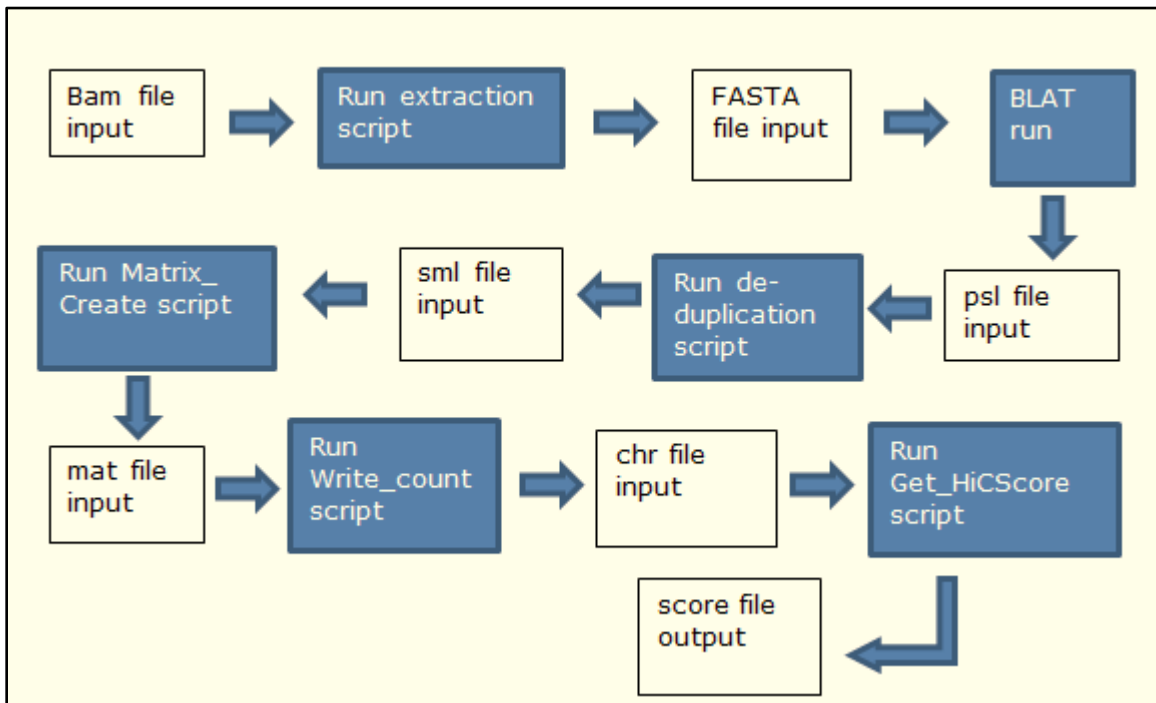 Bam file
input
Run extraction
script
FASTA
file input
BLAT
run
psl file
input
Run de-
duplication
script
sml file
input
Run Matrix_
Create script
mat file
input
Run
Write_count
script
chr file
input
Run
Get_HiCScore
script
score file
output